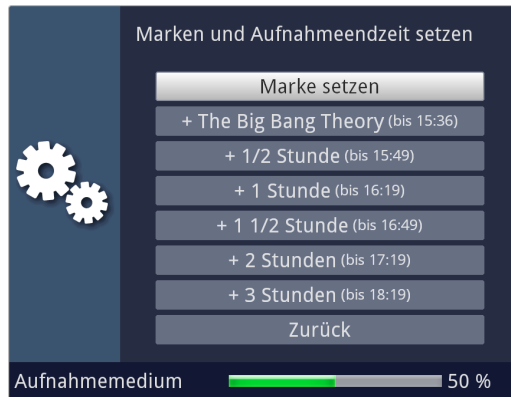 Marken und Aufnahmeendzeit setzen
Marke setzen
+ The Big Bang Theory (bis 15:36)
+ 1/2 Stunde (bis 15:49)
+ 1 Stunde (bis 16:19)
+ 1 1/2 Stunde (bis 16:49)
+ 2 Stunden (bis 17:19)
+ 3 Stunden (bis 18:19)
Zurück
Aufnahmemedium 50 %